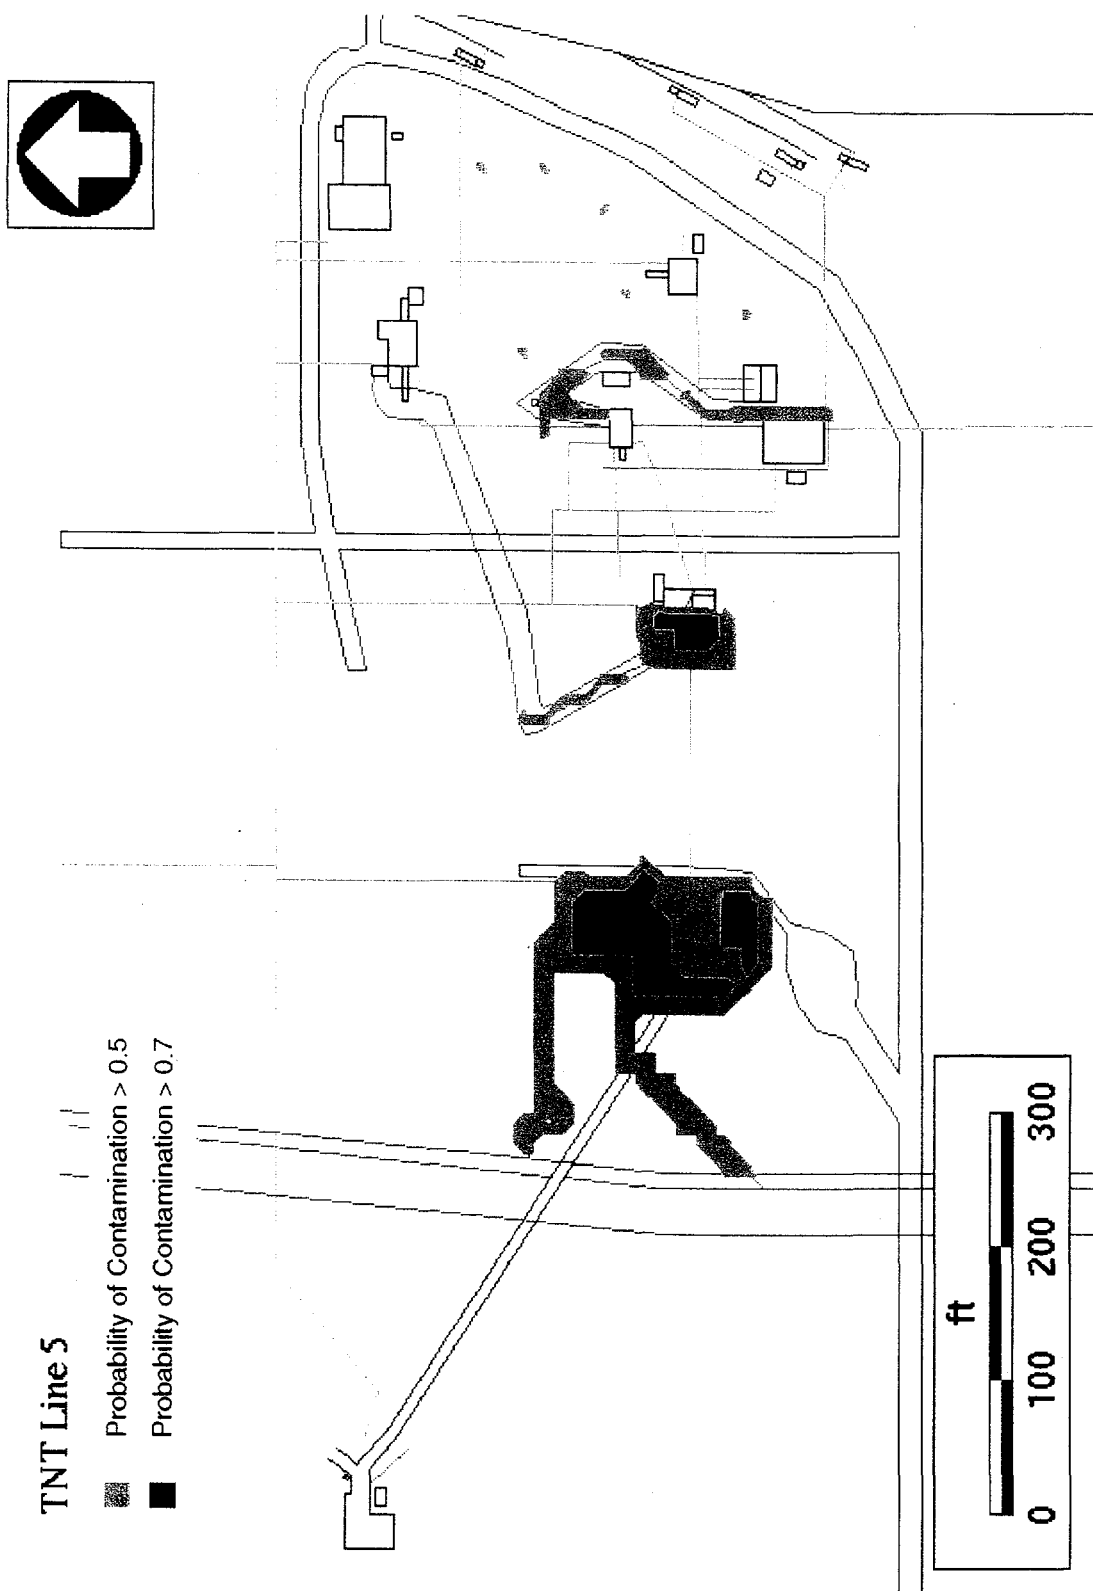 TNT Line 5
Probability of Contamination > 0.5
Probability of Contamination > 0.7
ft
0 100 200 300